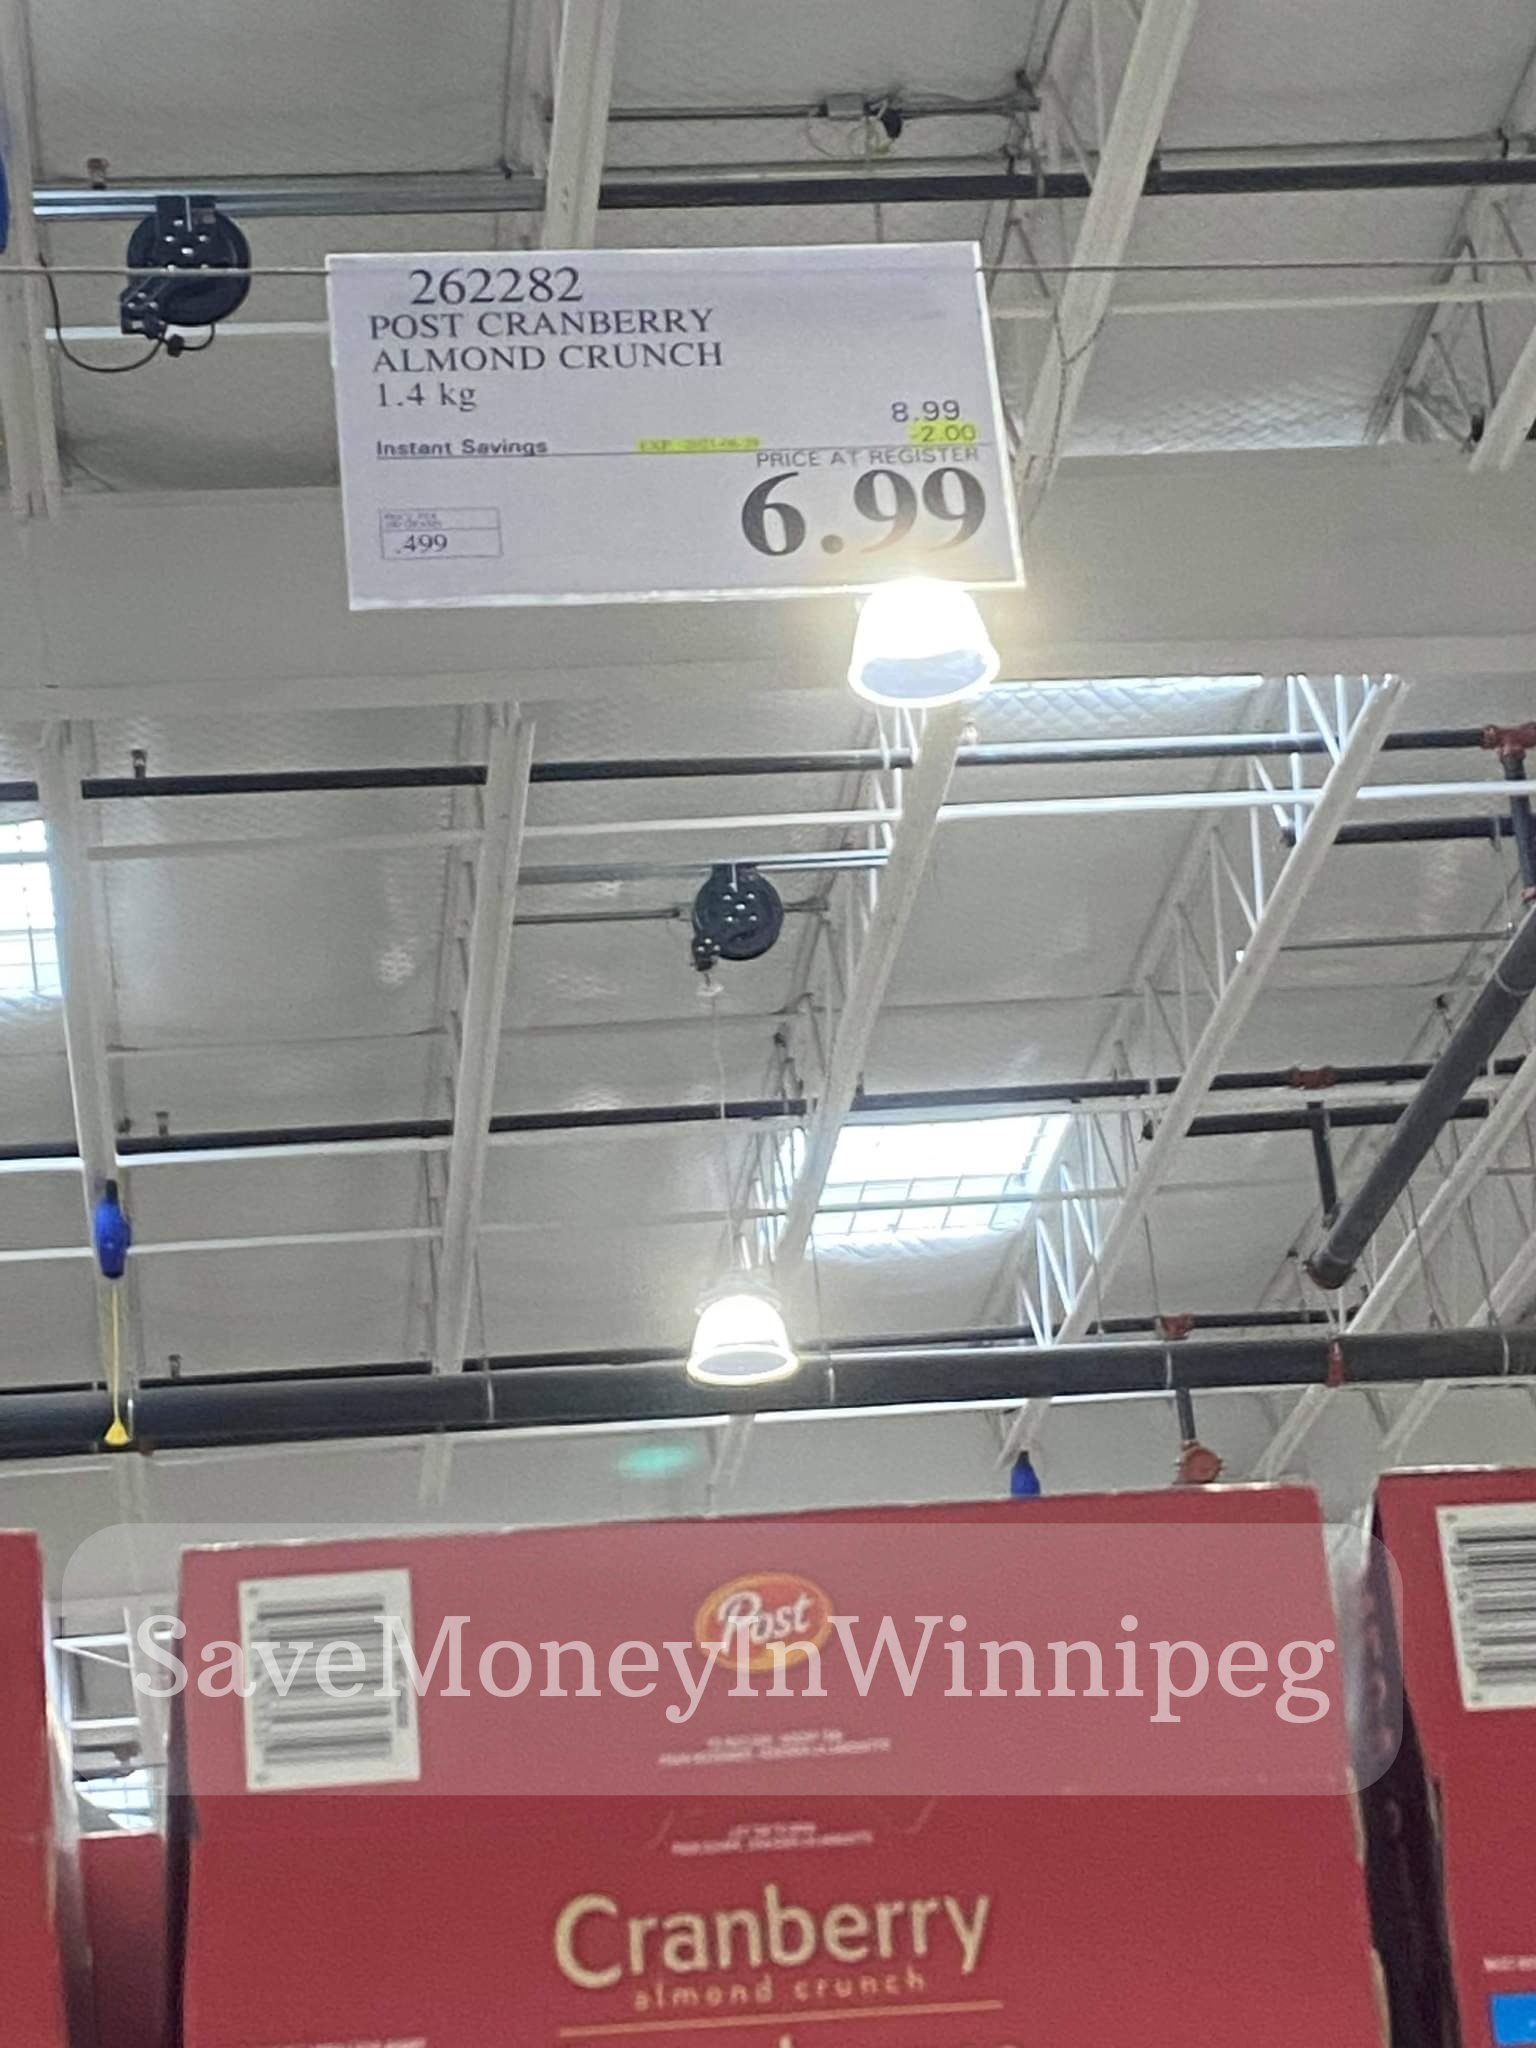 262282
POST CRANBERRY
ALMOND CRUNCH
1.4 kg
8.99
Instant Savings
-2.00
PRICE AT REGISTER
6.99
.499
Post
SaveMoneyInWinnipeg
Cranberry
almond crunch